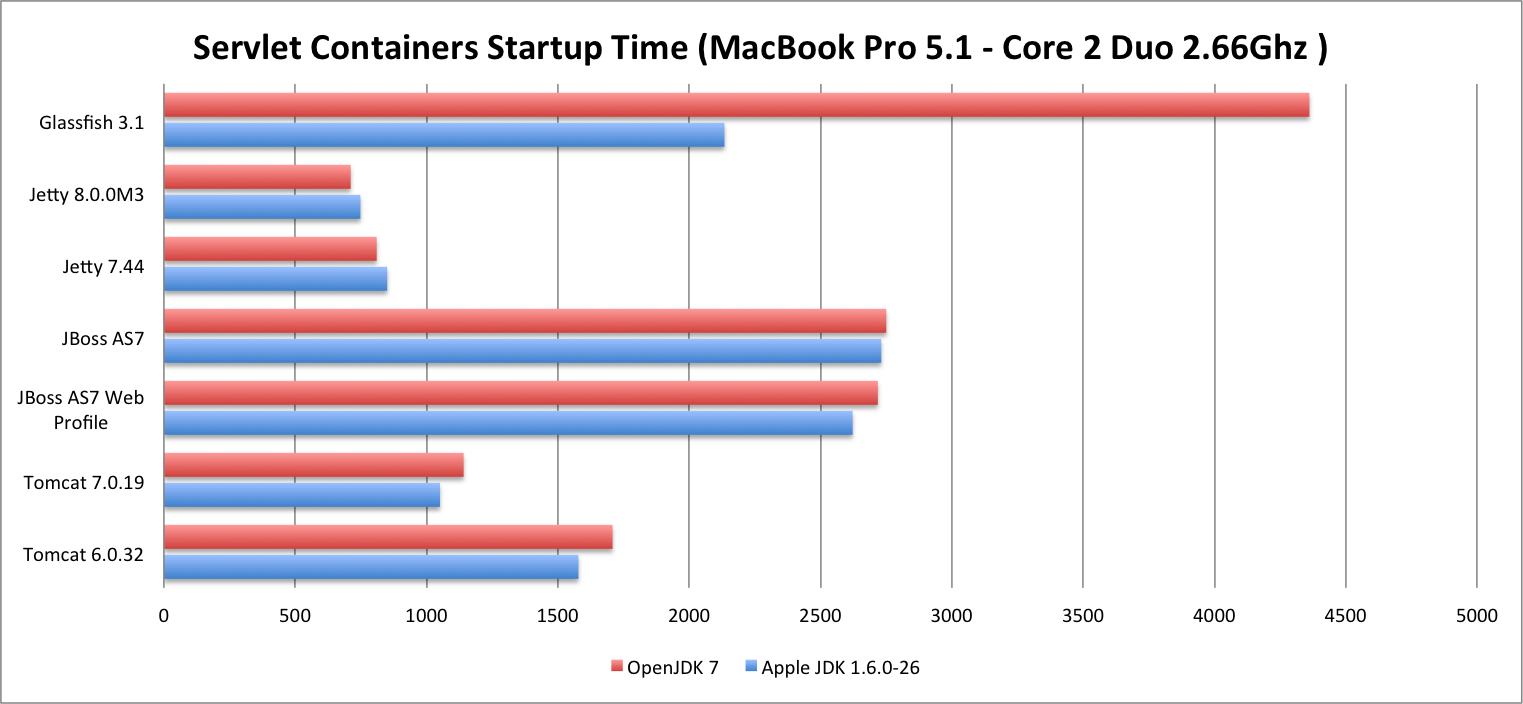 Servlet Containers Startup Time (MacBook Pro 5.1 - Core 2 Duo 2.66Ghz )
Glassfish 3.1
Jetty 8.0.0M3
Jetty 7.44
JBoss AS7
JBoss AS7 Web
Profile
Tomcat 7.0.19
Tomcat 6.0.32
0 500 1000 1500 2000 2500 3000 3500 4000 4500 5000
OpenJDK 7 Apple JDK 1.6.0-26